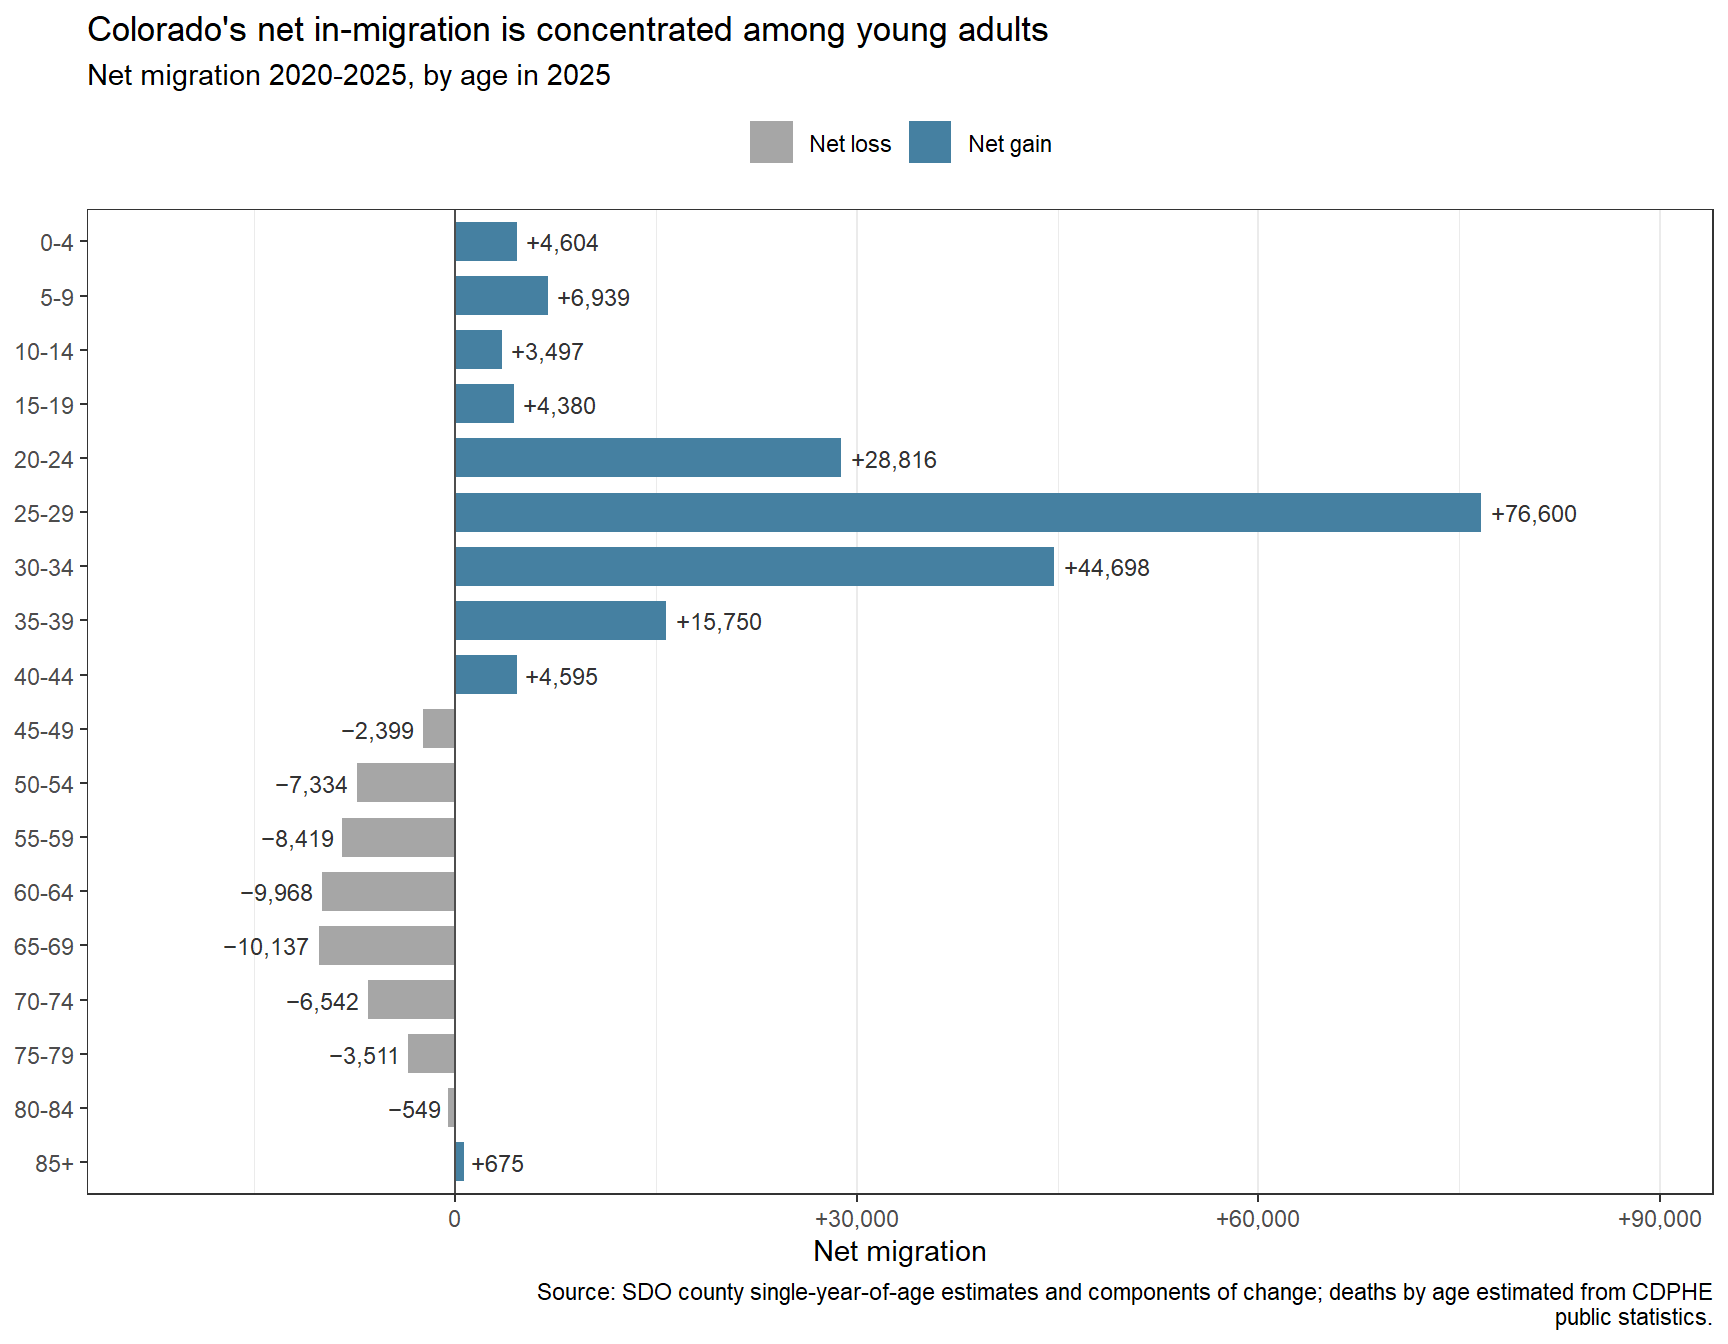 Colorado's net in-migration is concentrated among young adults
Net migration 2020-2025, by age in 2025
Net loss Net gain
0-4 +4,604
5-9 +6,939
10-14 +3,497
15-19 +4,380
20-24 +28,816
25-29 +76,600
30-34 +44,698
35-39 +15,750
40-44 +4,595
45-49 −2,399
50-54 −7,334
55-59 −8,419
60-64 −9,968
65-69 −10,137
70-74 −6,542
75-79 −3,511
80-84 −549
85+ +675
0 +30,000 +60,000 +90,000
Net migration
Source: SDO county single-year-of-age estimates and components of change; deaths by age estimated from CDPHE
public statistics.